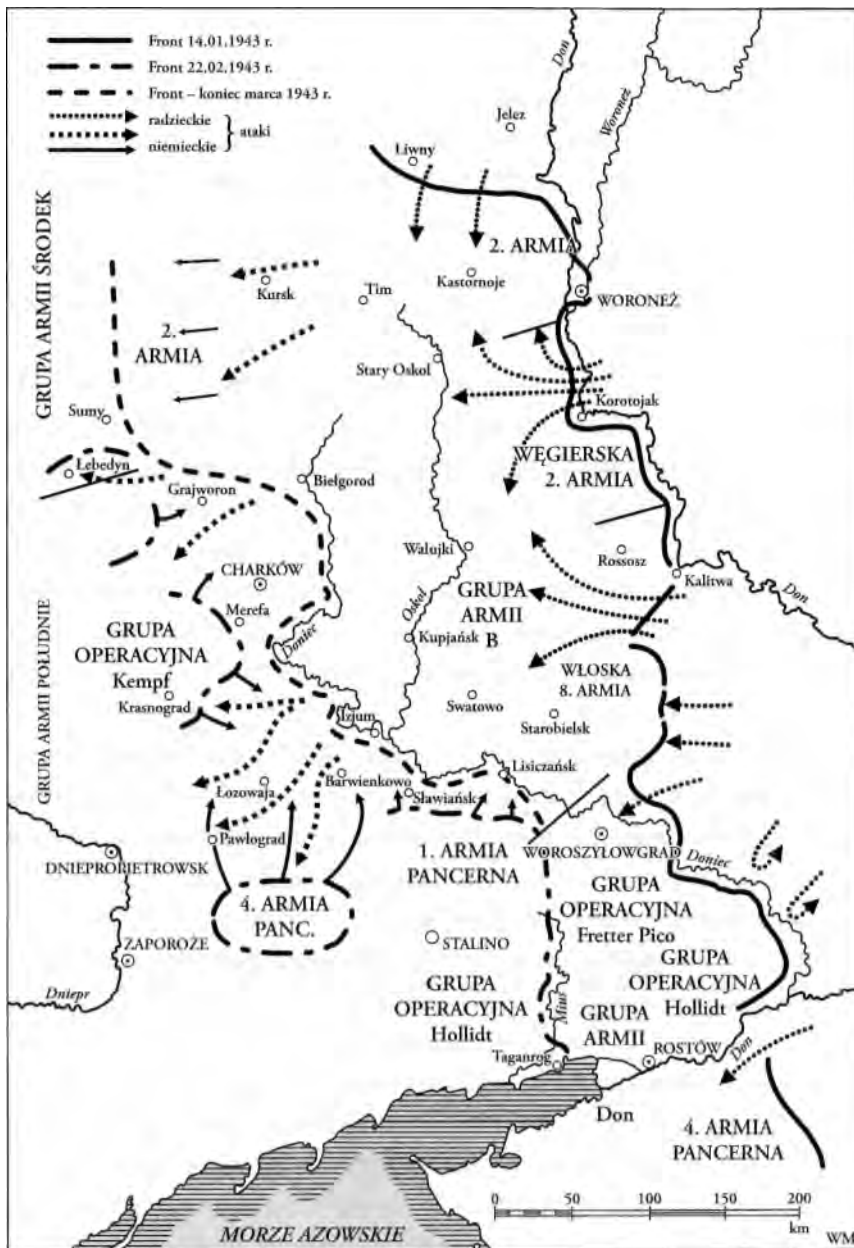 Front 14.01.1943 r.
Front 22.02.1943 r.
Front – koniec marca 1943 r.
radzieckie
ataki
niemieckie
Don
Woroneż
Jelez
Liwny
GRUPA ARMII ŚRODEK
2. ARMIA
Kastornoje
Kursk
Tim
WORONEŻ
2.
ARMIA
Stary Oskol
Sumy
Korotojak
Łebedyn
WĘGIERSKA
2. ARMIA
Grajworon
Biełgorod
Wałujki
Rossosz
Kalitwa
Don
CHARKÓW
GRUPA
ARMII
B
Merefa
Oskoł
Doniec
Kupjańsk
GRUPA ARMII POŁUDNIE
GRUPA
OPERACYJNA
Kempf
WŁOSKA
8. ARMIA
Krasnograd
Swatowo
Starobielsk
Izjum
Lisiczańsk
Barwienkowo
Łozowaja
Sławiańsk
Pawłograd
DNIEPROPIETROWSK
1. ARMIA
PANCERNA
WOROSZYŁOWGRAD
Doniec
4. ARMIA
PANC.
GRUPA
OPERACYJNA
Fretter Pico
STALINO
ZAPOROŻE
GRUPA
OPERACYJNA
Hollidt
GRUPA
OPERACYJNA
Hollidt
Dniepr
Mius
GRUPA
ARMII
Don
Taganrog
ROSTÓW
Don
4. ARMIA
PANCERNA
0 50 100 150 200
km
MORZE AZOWSKIE
WM